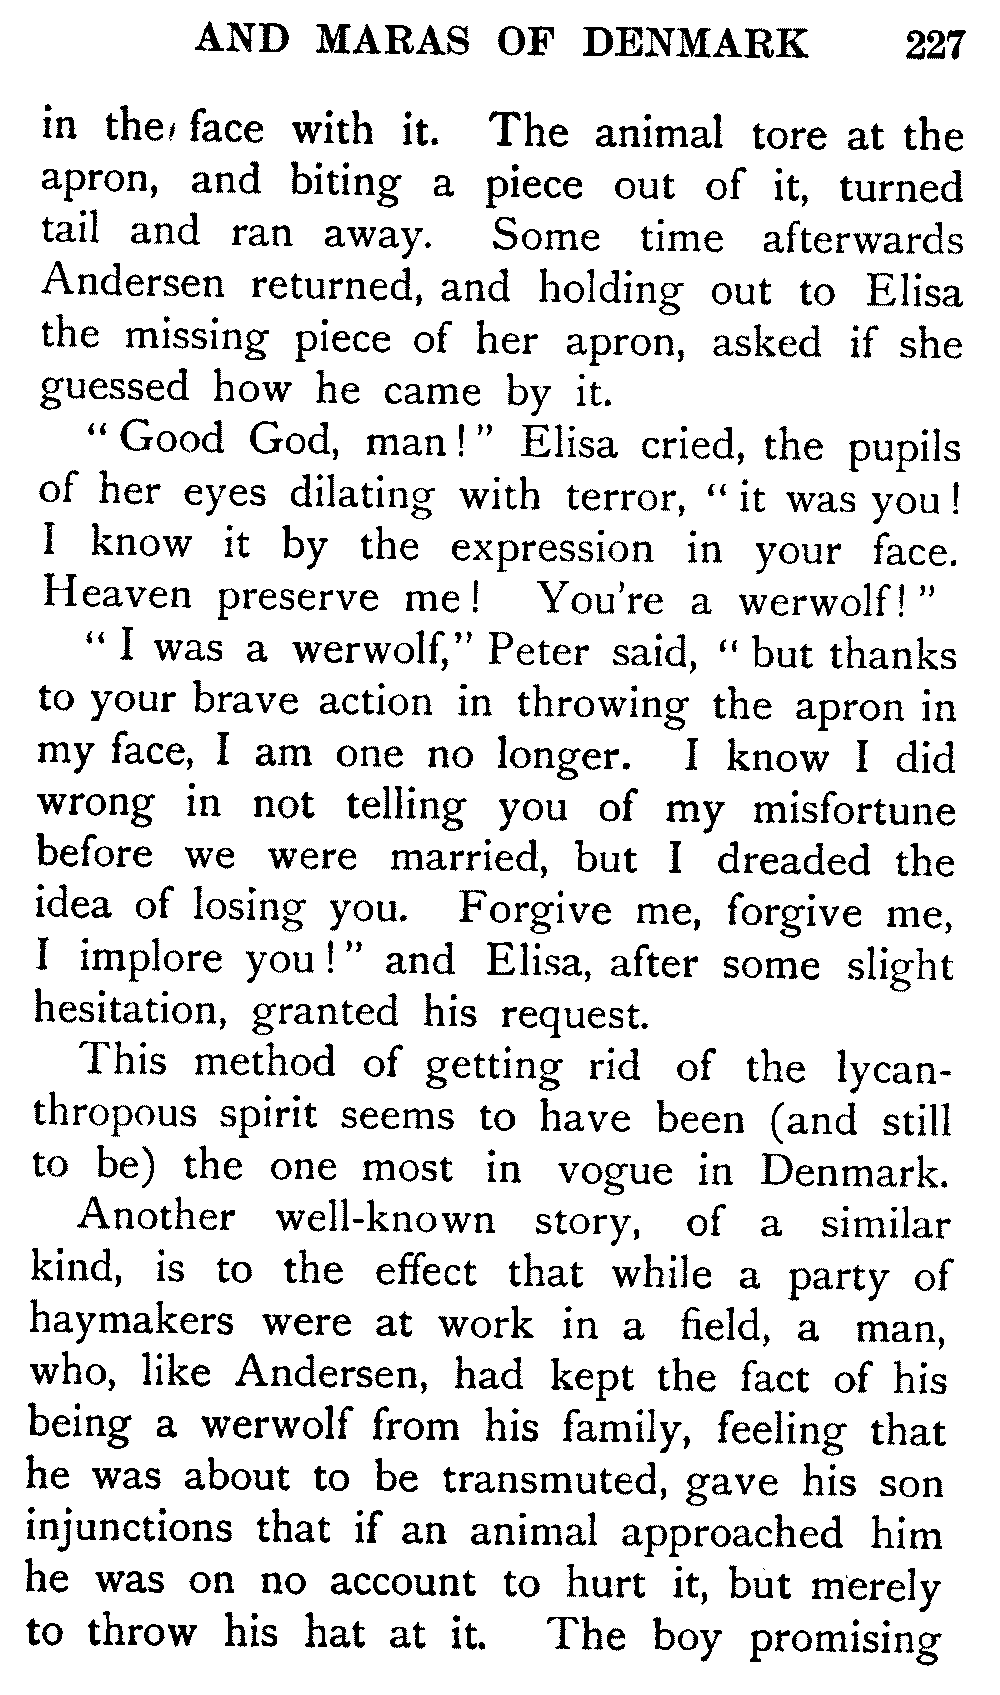 AND MARAS OF DENMARK 227
in the face with it. The animal tore at the
apron, and biting a piece out of it, turned
tail and ran away. Some time afterwards
Andersen returned, and holding out to Elisa
the missing piece of her apron, asked if she
guessed how he came by it.
“Good God, man!” Elisa cried, the pupils
of her eyes dilating with terror, “it was you!
I know it by the expression in your face.
Heaven preserve me! You're a werwolf!”
“I was a werwolf,” Peter said, “but thanks
to your brave action in throwing the apron in
my face, I am one no longer. I know I did
wrong in not telling you of my misfortune
before we were married, but I dreaded the
idea of losing you. Forgive me, forgive me,
I implore you!” and Elisa, after some slight
hesitation, granted his request.
This method of getting rid of the lycan-
thropous spirit seems to have been (and still
to be) the one most in vogue in Denmark.
Another well-known story, of a similar
kind, is to the effect that while a party of
haymakers were at work in a field, a man,
who, like Andersen, had kept the fact of his
being a werwolf from his family, feeling that
he was about to be transmuted, gave his son
injunctions that if an animal approached him
he was on no account to hurt it, but merely
to throw his hat at it. The boy promising